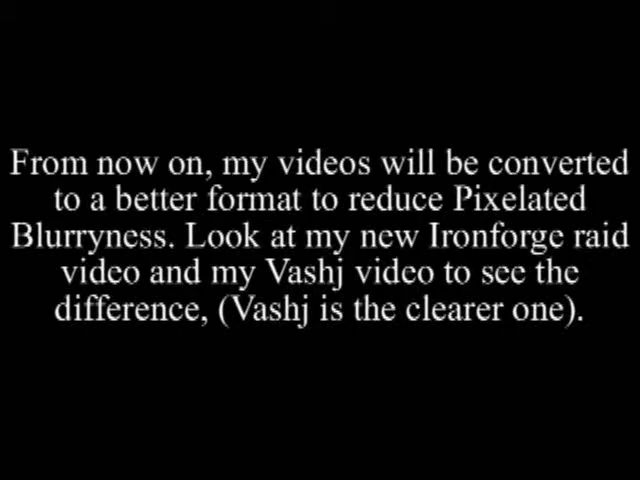 From now on, my videos will be converted
to a better format to reduce Pixelated
Blurryness. Look at my new Ironforge raid
video and my Vashj video to see the
difference, (Vashj is the clearer one).